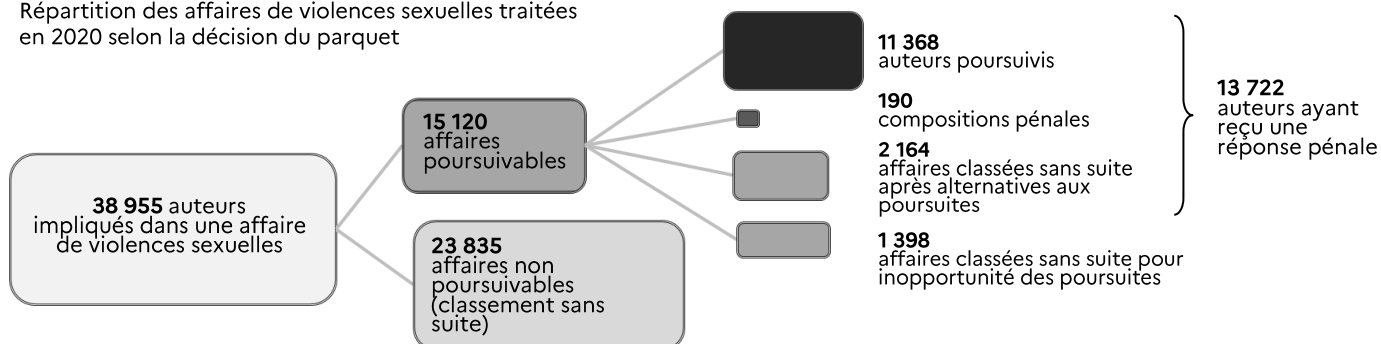 Répartition des affaires de violences sexuelles traitées
en 2020 selon la décision du parquet
38 955 auteurs
impliqués dans une affaire
de violences sexuelles
15 120
affaires
poursuivables
23 835
affaires non
poursuivables
(classement sans
suite)
11 368
auteurs poursuivis
190
compositions pénales
2 164
affaires classées sans suite
après alternatives aux
poursuites
1 398
affaires classées sans suite pour
inopportunité des poursuites
13 722
auteurs ayant
reçu une
réponse pénale